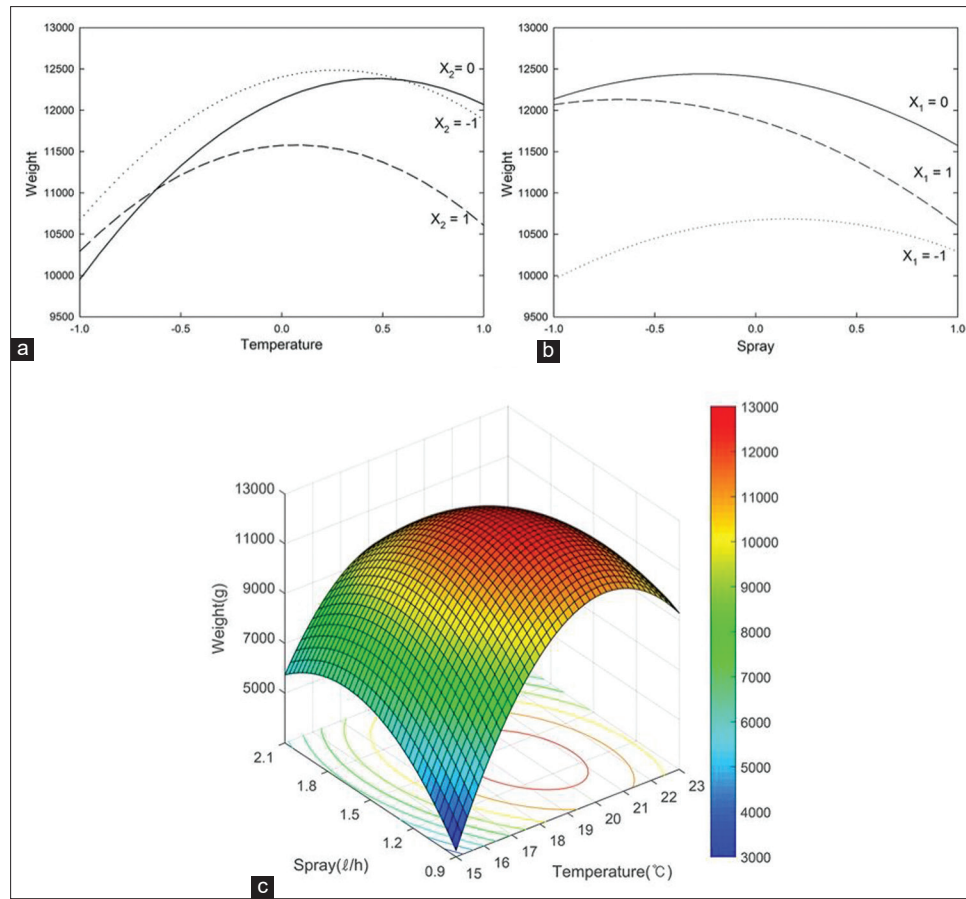 13000
12500
12000
11500
11000
10500
10000
9500
Weight
-1.0 -0.5 0.0 0.5 1.0
Temperature
X2= 0
X2 = -1
X2 = 1
a
13000
12500
12000
11500
11000
10500
10000
9500
Weight
-1.0 -0.5 0.0 0.5 1.0
Spray
X1 = 0
X1 = 1
X1 = -1
b
13000
11000
9000
7000
5000
Weight(g)
2.1
1.8
1.5
1.2
0.9
Spray(ℓ/h)
15 16 17 18 19 20 21 22 23
Temperature(℃)
13000
12000
11000
10000
9000
8000
7000
6000
5000
4000
3000
c